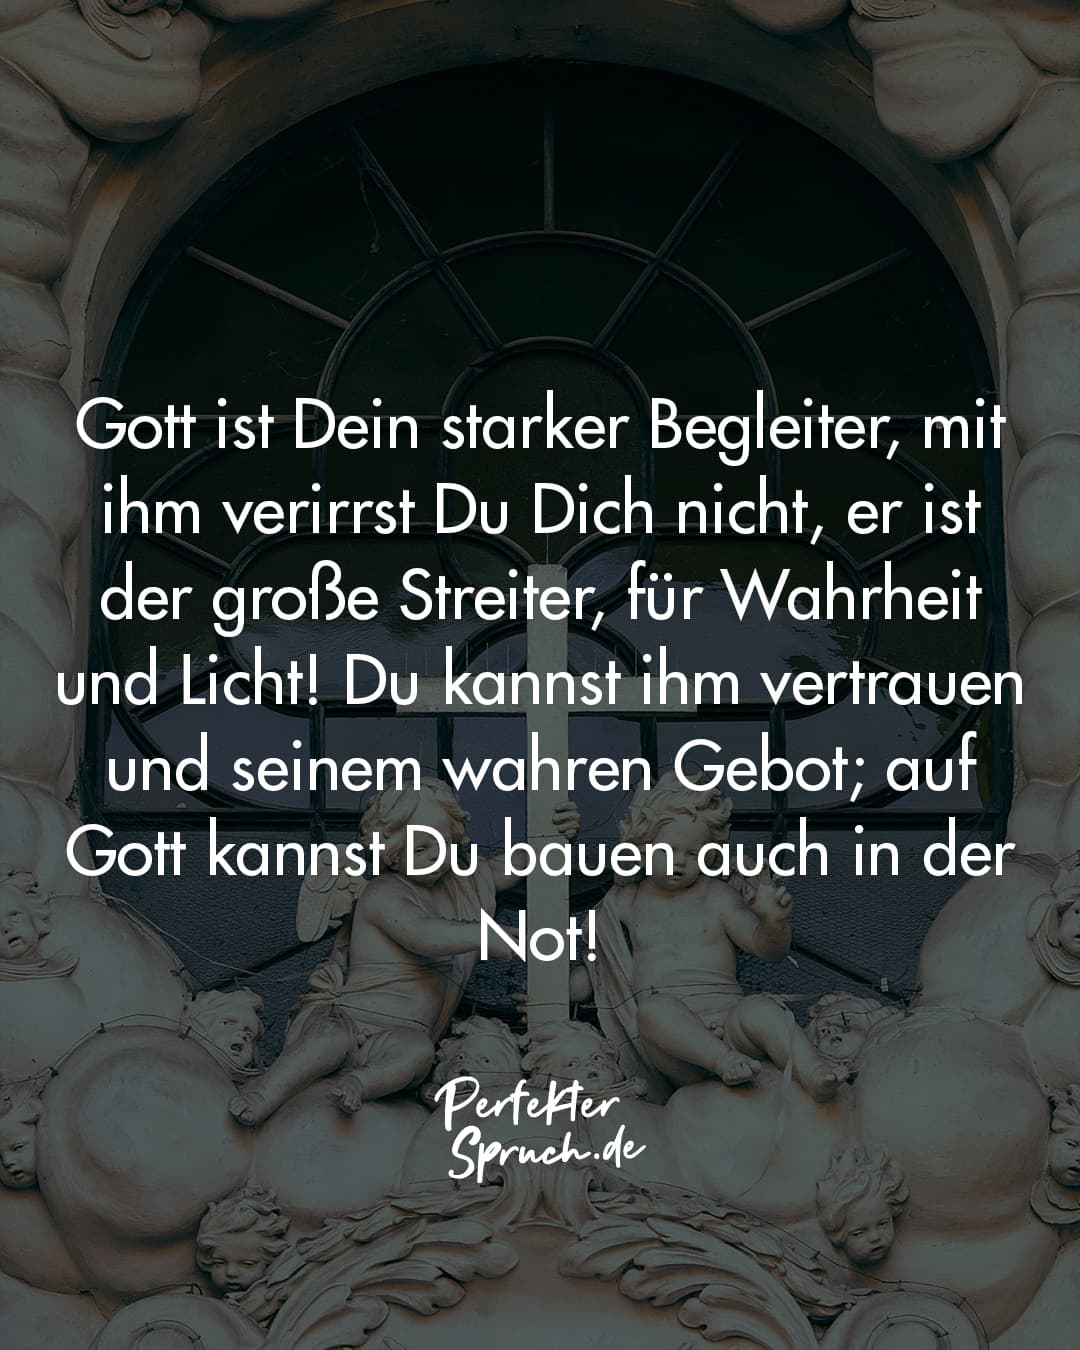 Gott ist Dein starker Begleiter, mit
ihm verirrst Du Dich nicht, er ist
der große Streiter, für Wahrheit
und Licht! Du kannst ihm vertrauen
und seinem wahren Gebot; auf
Gott kannst Du bauen auch in der
Not!
Perfekter
Spruch.de